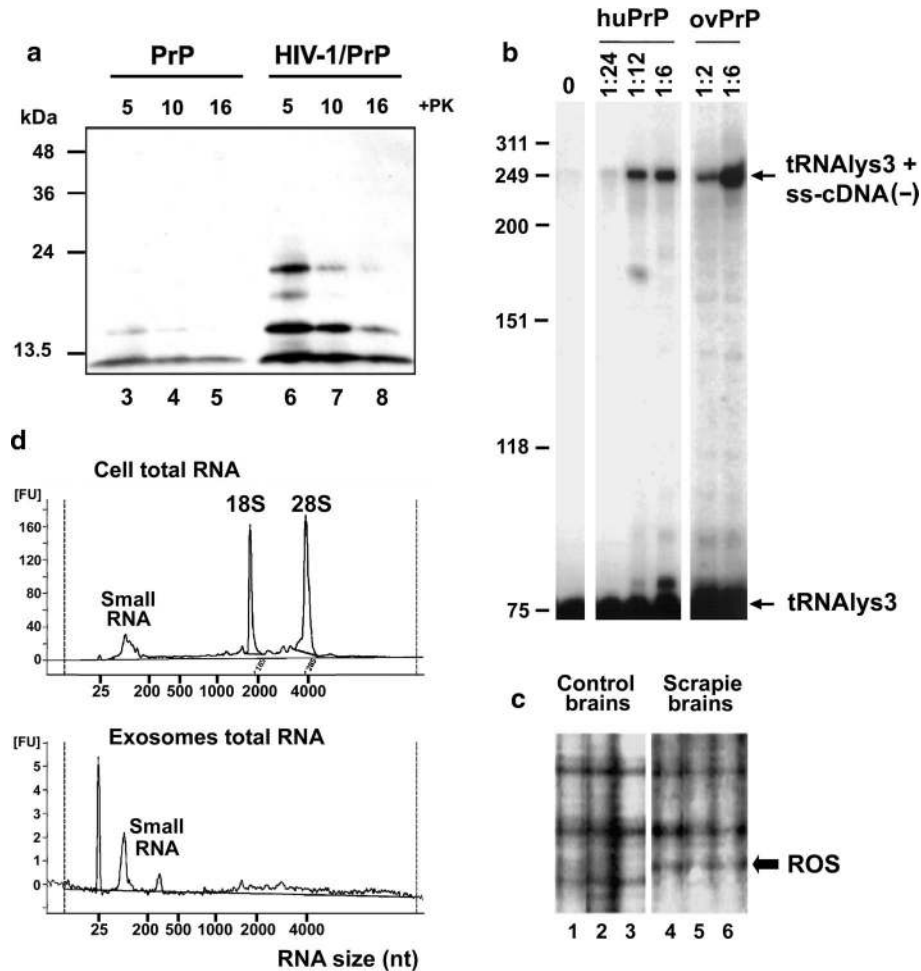 a
PrP
HIV-1/PrP
5 10 16 5 10 16 +PK
kDa
48
36
24
13.5
3 4 5 6 7 8
b
huPrP
ovPrP
0 1:24 1:12 1:6 1:2 1:6
311
249
200
151
118
75
tRNAlys3 +
ss-cDNA(–)
tRNAlys3
c
Control
brains
Scrapie
brains
ROS
1 2 3 4 5 6
d
Cell total RNA
[FU]
18S 28S
160
120
80
40
0
Small
RNA
25 200 500 1000 2000 4000
[FU]
Exosomes total RNA
5
4
3
2
1
0
Small
RNA
25 200 500 1000 2000 4000
RNA size (nt)